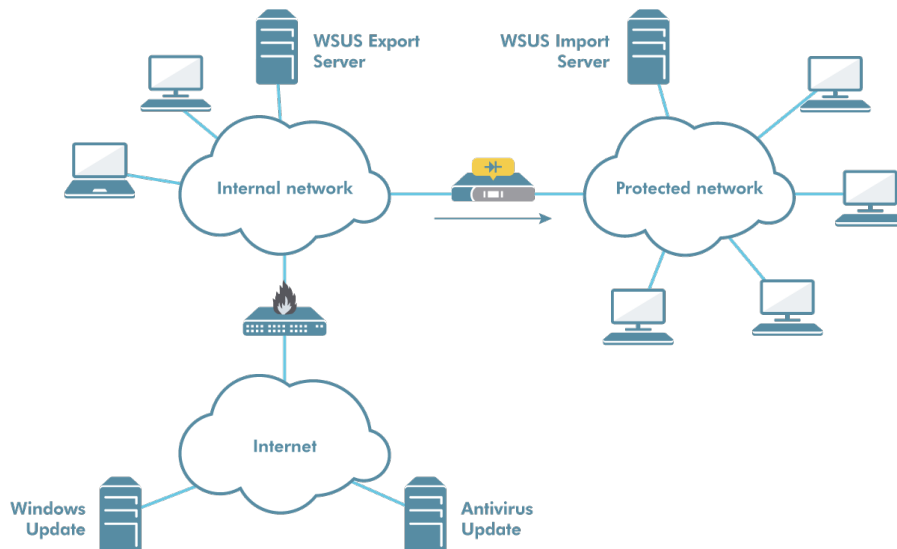 WSUS Export
Server
WSUS Import
Server
Internal network
Protected network
Internet
Windows
Update
Antivirus
Update